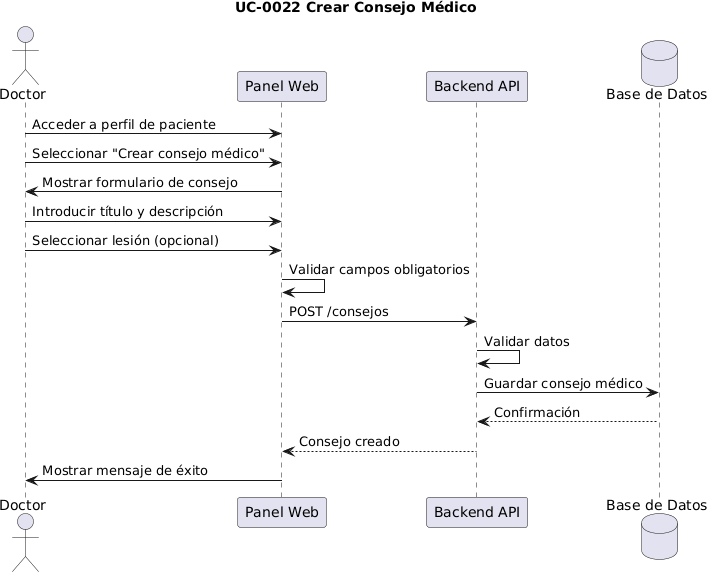 UC-0022 Crear Consejo Médico
Doctor
Panel Web
Backend API
Base de Datos
Acceder a perfil de paciente
Seleccionar "Crear consejo médico"
Mostrar formulario de consejo
Introducir título y descripción
Seleccionar lesión (opcional)
Validar campos obligatorios
POST /consejos
Validar datos
Guardar consejo médico
Confirmación
Consejo creado
Mostrar mensaje de éxito
Doctor
Panel Web
Backend API
Base de Datos